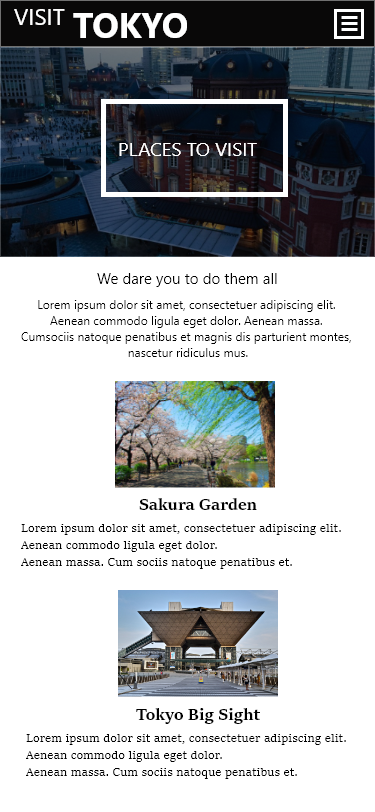 VISIT TOKYO
PLACES TO VISIT
We dare you to do them all
Lorem ipsum dolor sit amet, consectetuer adipiscing elit.
Aenean commodo ligula eget dolor. Aenean massa.
Cumsociis natoque penatibus et magnis dis parturient montes,
nascetur ridiculus mus.
Sakura Garden
Lorem ipsum dolor sit amet, consectetuer adipiscing elit.
Aenean commodo ligula eget dolor.
Aenean massa. Cum sociis natoque penatibus et.
Tokyo Big Sight
Lorem ipsum dolor sit amet, consectetuer adipiscing elit.
Aenean commodo ligula eget dolor.
Aenean massa. Cum sociis natoque penatibus et.